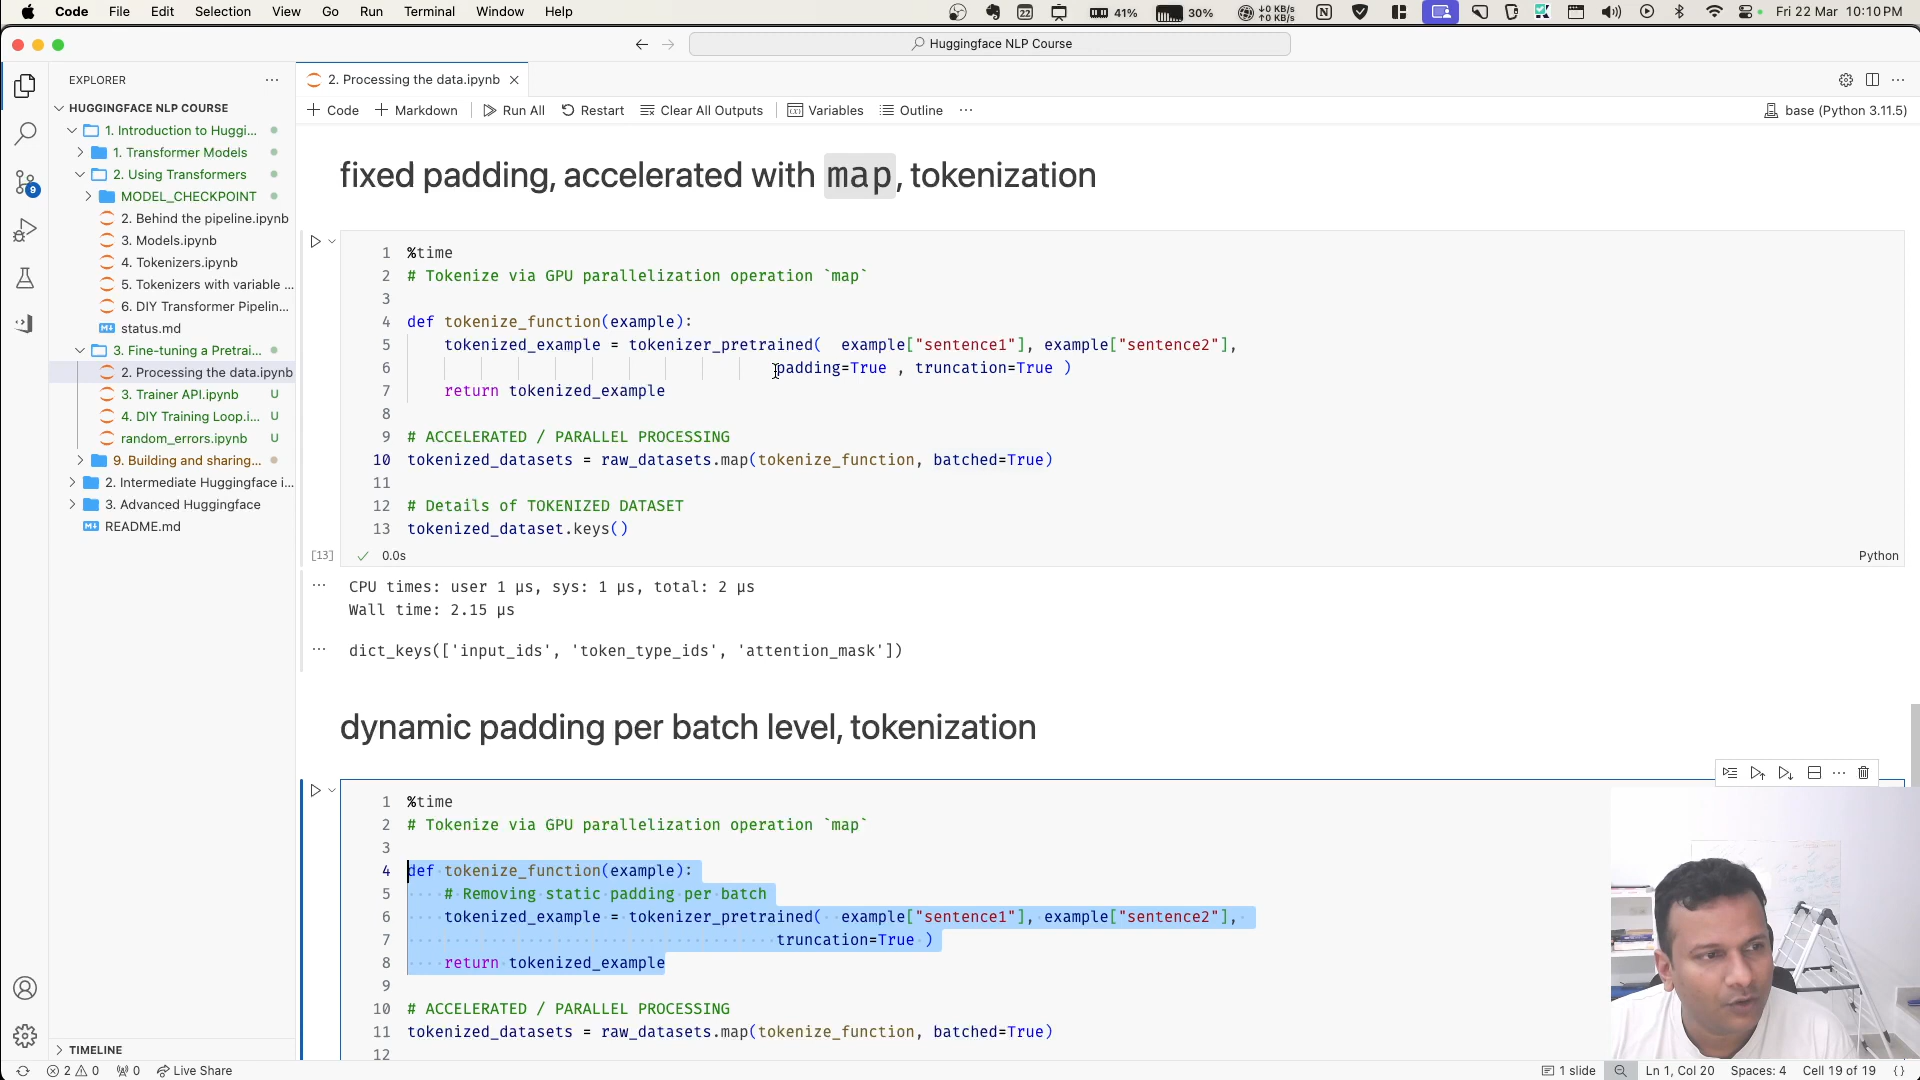 Code File Edit Selection View Go Run Terminal Window Help
22 41% 30% ↓0 KB/s ↑0 KB/s Fri 22 Mar 10:10 PM
Huggingface NLP Course
EXPLORER
HUGGINGFACE NLP COURSE
1. Introduction to Huggi...
1. Transformer Models
2. Using Transformers
MODEL_CHECKPOINT
2. Behind the pipeline.ipynb
3. Models.ipynb
4. Tokenizers.ipynb
5. Tokenizers with variable ...
6. DIY Transformer Pipelin...
status.md
3. Fine-tuning a Pretrai...
2. Processing the data.ipynb
3. Trainer API.ipynb U
4. DIY Training Loop.i... U
random_errors.ipynb U
9. Building and sharing...
2. Intermediate Huggingface i...
3. Advanced Huggingface
README.md
TIMELINE
9
2. Processing the data.ipynb
Code Markdown Run All Restart Clear All Outputs Variables Outline ...
base (Python 3.11.5)
fixed padding, accelerated with map, tokenization
1 %time
2 # Tokenize via GPU parallelization operation `map`
3
4 def tokenize_function(example):
5 tokenized_example = tokenizer_pretrained( example["sentence1"], example["sentence2"],
6 padding=True , truncation=True )
7 return tokenized_example
8
9 # ACCELERATED / PARALLEL PROCESSING
10 tokenized_datasets = raw_datasets.map(tokenize_function, batched=True)
11
12 # Details of TOKENIZED DATASET
13 tokenized_dataset.keys()
[13] 0.0s Python
CPU times: user 1 µs, sys: 1 µs, total: 2 µs
Wall time: 2.15 µs
dict_keys(['input_ids', 'token_type_ids', 'attention_mask'])
dynamic padding per batch level, tokenization
1 %time
2 # Tokenize via GPU parallelization operation `map`
3
4 def tokenize_function(example):
5 # Removing static padding per batch
6 tokenized_example = tokenizer_pretrained( example["sentence1"], example["sentence2"],
7 truncation=True )
8 return tokenized_example
9
10 # ACCELERATED / PARALLEL PROCESSING
11 tokenized_datasets = raw_datasets.map(tokenize_function, batched=True)
12
2 0 0 Live Share 1 slide Ln 1, Col 20 Spaces: 4 Cell 19 of 19 {}